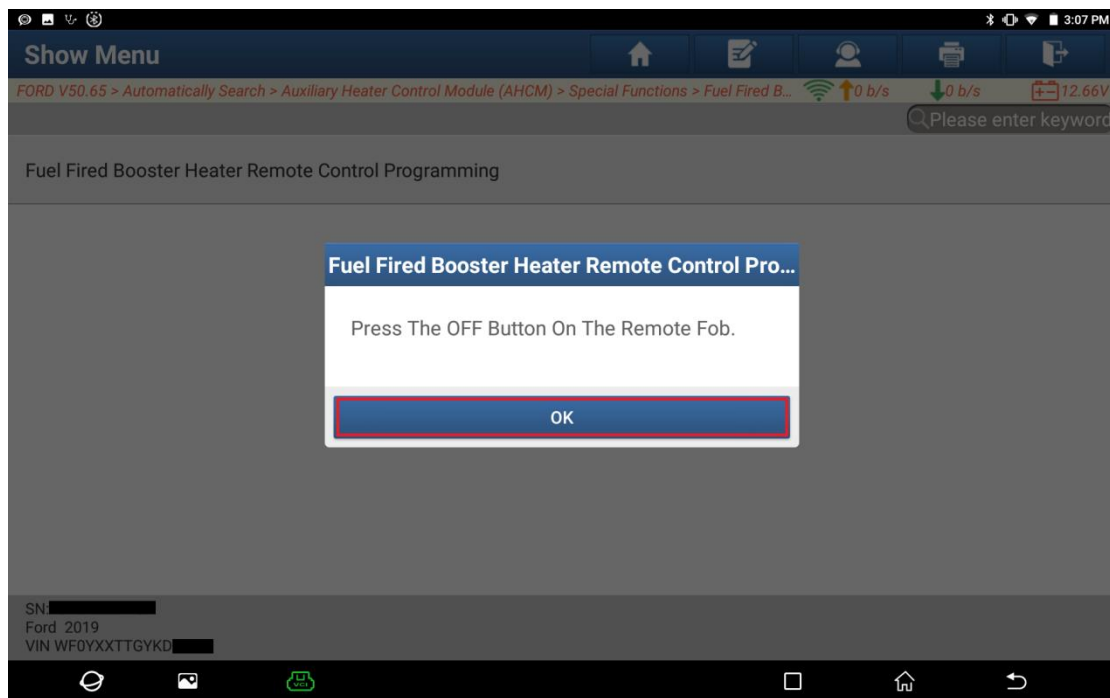 3:07 PM
Show Menu
FORD V50.65 > Automatically Search > Auxiliary Heater Control Module (AHCM) > Special Functions > Fuel Fired B... 0 b/s 0 b/s 12.66V
Please enter keyword
Fuel Fired Booster Heater Remote Control Programming
Fuel Fired Booster Heater Remote Control Pro...
Press The OFF Button On The Remote Fob.
OK
SN:
Ford 2019
VIN WF0YXXTTGYKD
VCI